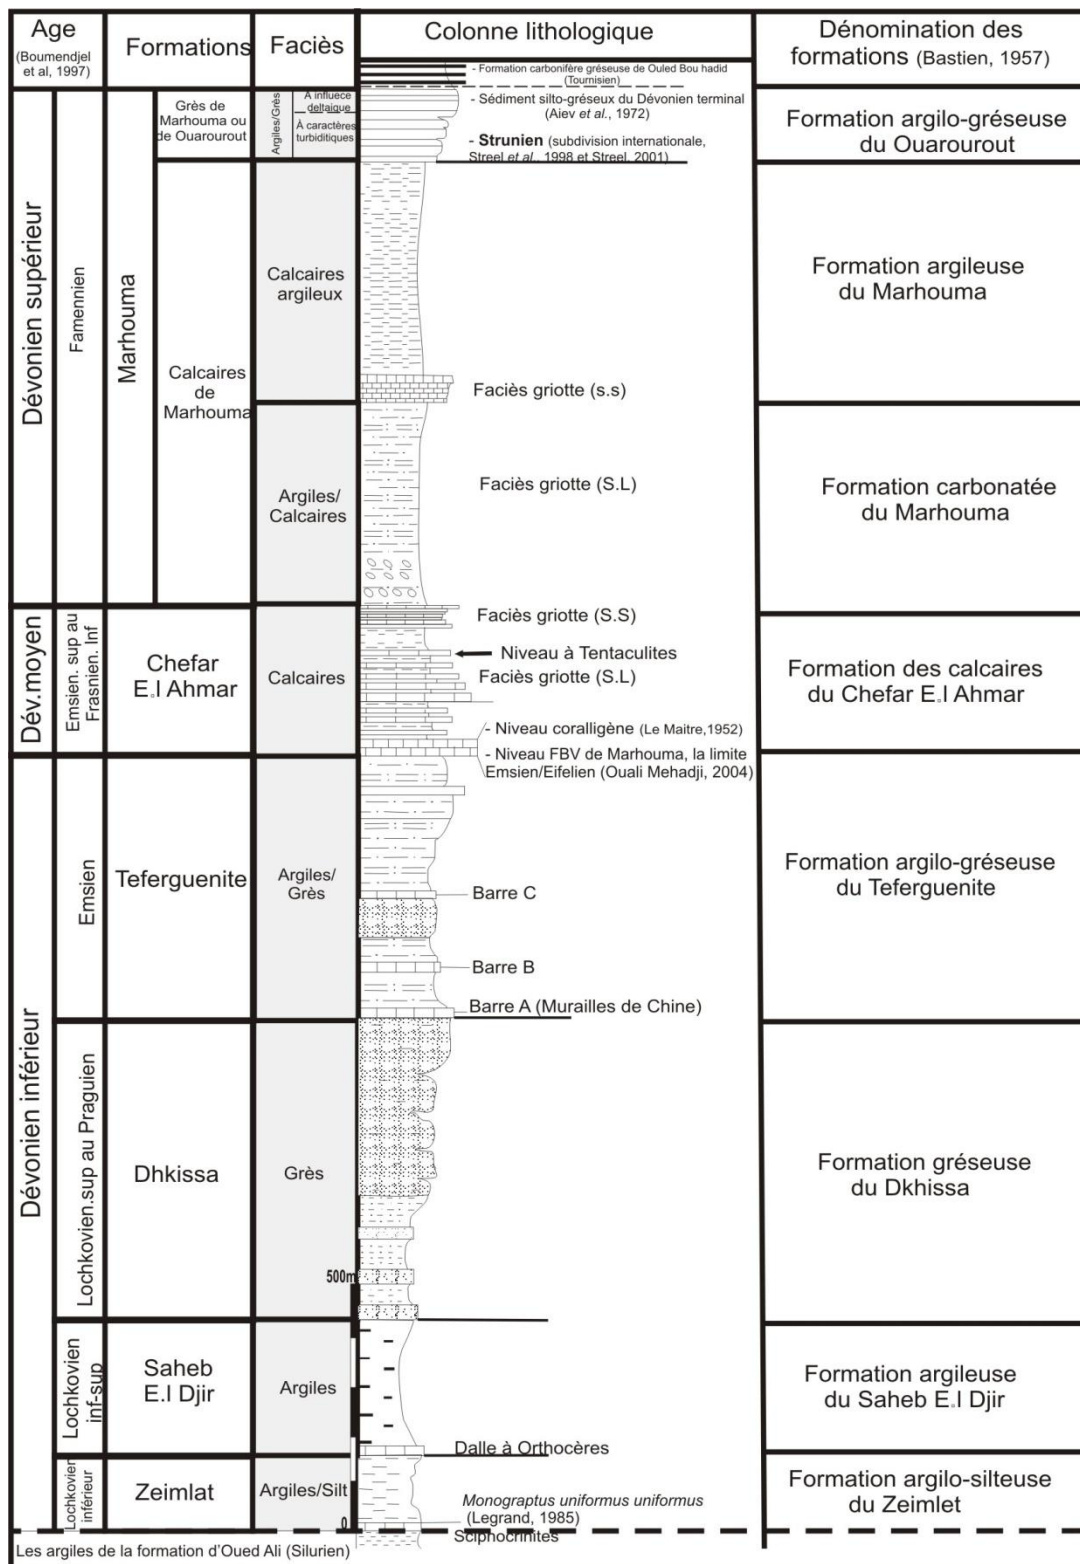 Age
(Boumendjel
et al, 1997)
Formations
Faciès
Colonne lithologique
Dénomination des
formations (Bastien, 1957)
- Formation carbonifère gréseuse de Ouled Bou hadid
(Tournisien)
Dévonien supérieur
Famennien
Marhouma
Grès de
Marhouma ou
de Ouarourout
Argiles/Grès
À influece
deltaique
À caractères
turbiditiques
- Sédiment silto-gréseux du Dévonien terminal
(Aiev et al., 1972)
- Strunien (subdivision internationale,
Streel et al., 1998 et Streel, 2001)
Formation argilo-gréseuse
du Ouarourout
Calcaires
de
Marhouma
Calcaires
argileux
Faciès griotte (s.s)
Formation argileuse
du Marhouma
Argiles/
Calcaires
Faciès griotte (S.L)
Formation carbonatée
du Marhouma
Dév.moyen
Emsien. sup au
Frasnien. Inf
Chefar
E.l Ahmar
Calcaires
Faciès griotte (S.S)
Niveau à Tentaculites
Faciès griotte (S.L)
- Niveau coralligène (Le Maitre,1952)
- Niveau FBV de Marhouma, la limite
Emsien/Eifelien (Ouali Mehadji, 2004)
Formation des calcaires
du Chefar E.l Ahmar
Dévonien inférieur
Emsien
Teferguenite
Argiles/
Grès
Barre C
Barre B
Barre A (Murailles de Chine)
Formation argilo-gréseuse
du Teferguenite
Lochkovien.sup au Praguien
Dhkissa
Grès
500m
Formation gréseuse
du Dkhissa
Lochkovien
inf-sup
Saheb
E.l Djir
Argiles
Dalle à Orthocères
Formation argileuse
du Saheb E.l Djir
Lochkovien
inférieur
Zeimlat
Argiles/Silt
0
Monograptus uniformus uniformus
(Legrand, 1985)
Sciphocrinites
Formation argilo-silteuse
du Zeimlet
Les argiles de la formation d'Oued Ali (Silurien)